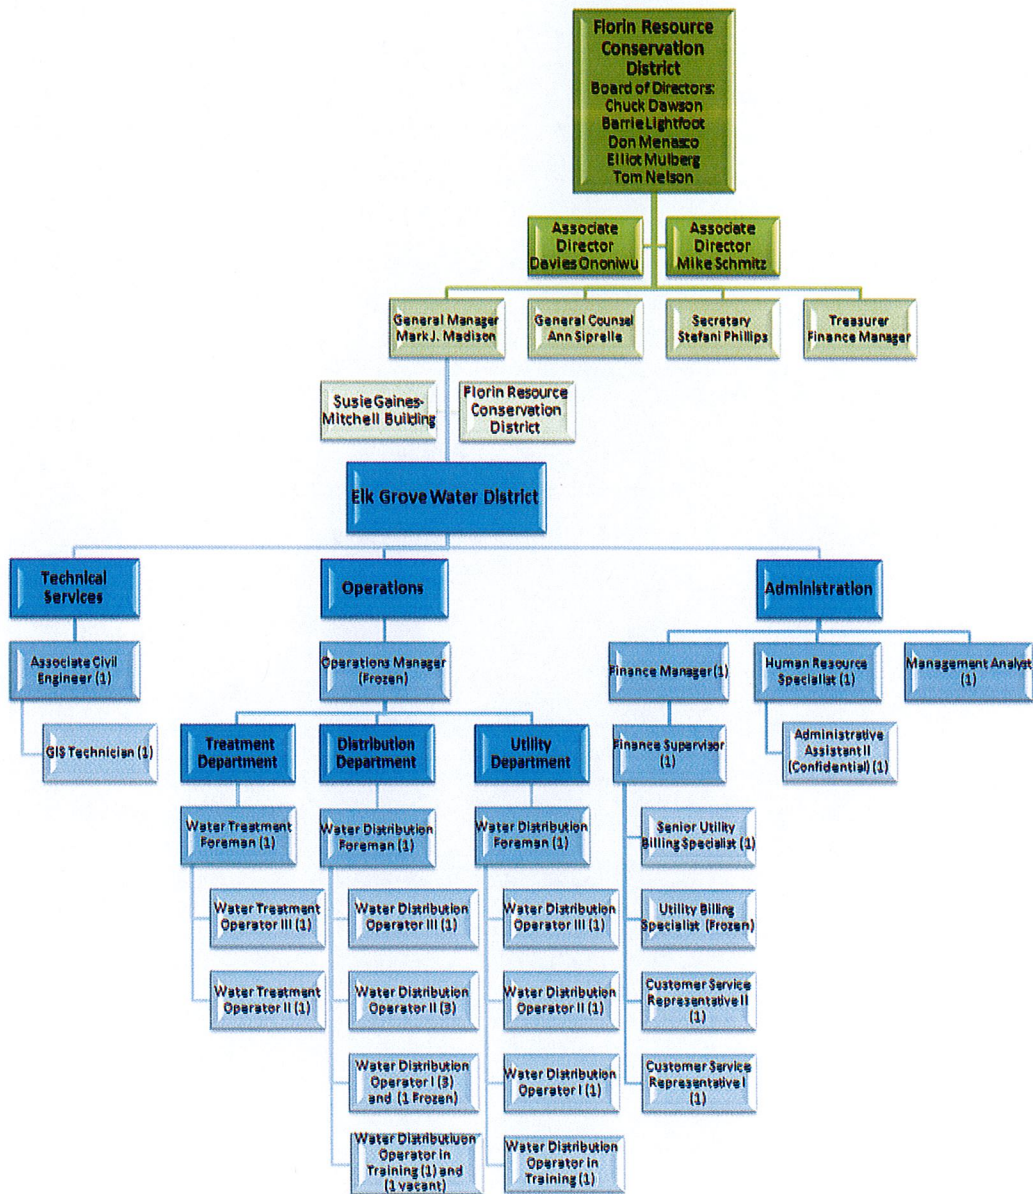 Florin Resource
Conservation
District
Board of Directors:
Chuck Dawson
Barrie Lightfoot
Don Menasco
Elliot Mulberg
Tom Nelson
Associate
Director
Davies Ononiwu
Associate
Director
Mike Schmitz
General Manager
Mark J. Madison
General Counsel
Ann Siprelle
Secretary
Stefani Phillips
Treasurer
Finance Manager
Susie Gaines-
Mitchell Building
Florin Resource
Conservation
District
Elk Grove Water District
Technical
Services
Operations
Administration
Associate Civil
Engineer (1)
Operations Manager
(Frozen)
Finance Manager (1)
Human Resource
Specialist (1)
Management Analyst
(1)
GIS Technician (1)
Treatment
Department
Distribution
Department
Utility
Department
Finance Supervisor
(1)
Administrative
Assistant II
(Confidential) (1)
Water Treatment
Foreman (1)
Water Distribution
Foreman (1)
Water Distribution
Foreman (1)
Senior Utility
Billing Specialist (1)
Water Treatment
Operator III (1)
Water Distribution
Operator III (1)
Water Distribution
Operator III (1)
Utility Billing
Specialist (Frozen)
Water Treatment
Operator II (1)
Water Distribution
Operator II (3)
Water Distribution
Operator II (1)
Customer Service
Representative II
(1)
Water Distribution
Operator I (3)
and (1 Frozen)
Water Distribution
Operator I (1)
Customer Service
Representative I
(1)
Water Distributiuon
Operator in
Training (1) and
(1 vacant)
Water Distribution
Operator in
Training (1)